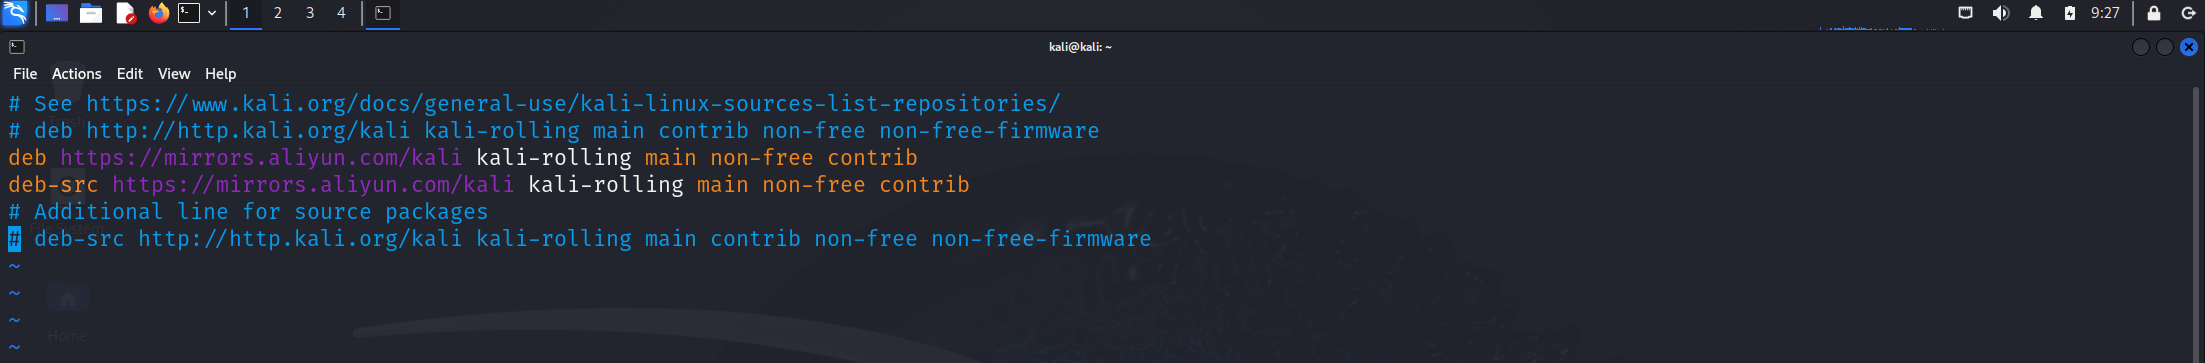 1 2 3 4 9:27
kali@kali: ~
File Actions Edit View Help
# See https://www.kali.org/docs/general-use/kali-linux-sources-list-repositories/
# deb http://http.kali.org/kali kali-rolling main contrib non-free non-free-firmware
deb https://mirrors.aliyun.com/kali kali-rolling main non-free contrib
deb-src https://mirrors.aliyun.com/kali kali-rolling main non-free contrib
# Additional line for source packages
# deb-src http://http.kali.org/kali kali-rolling main contrib non-free non-free-firmware
~
~
~
Home
~